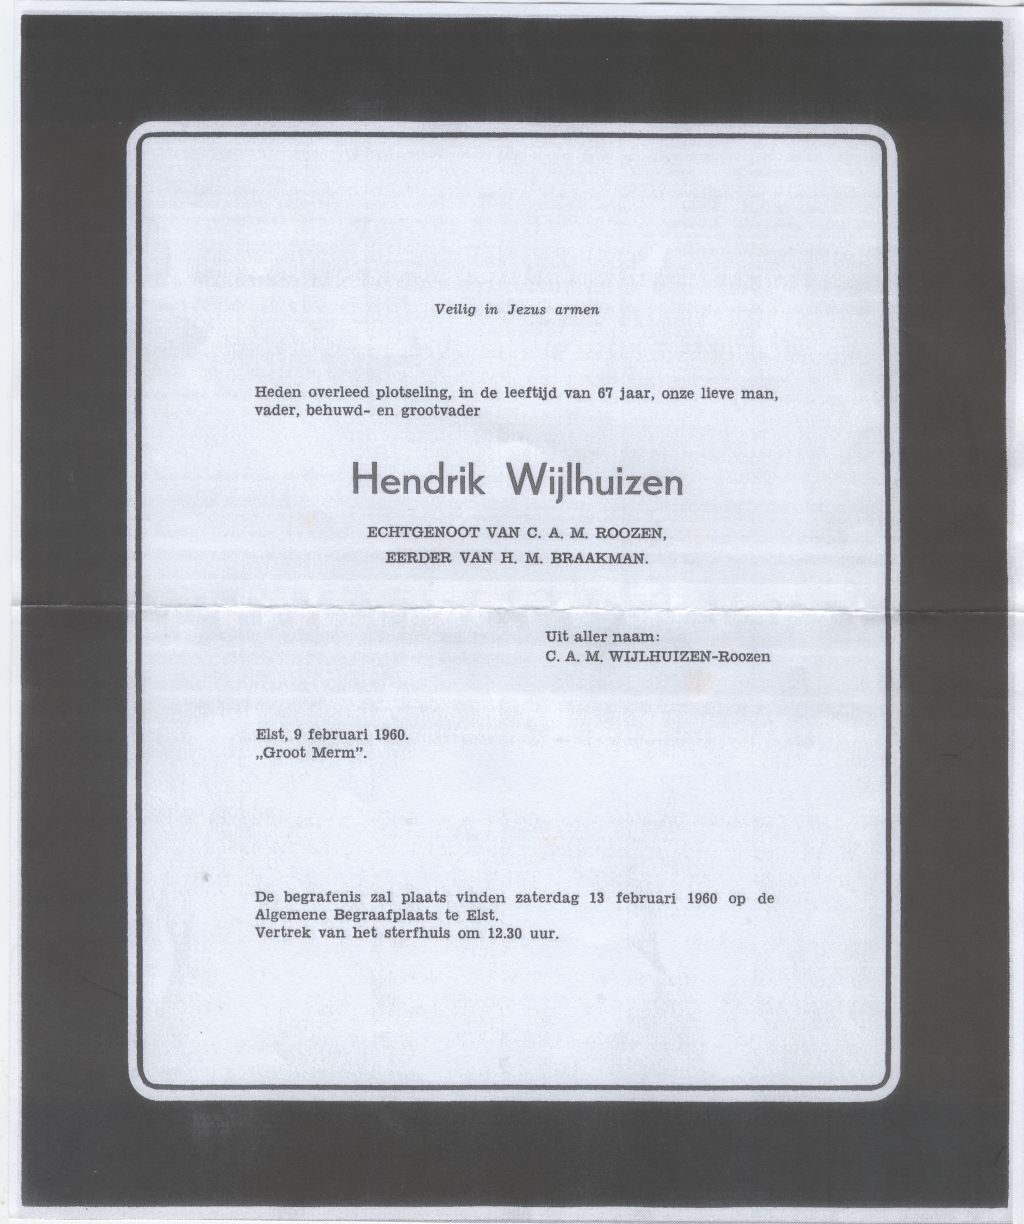 Veilig in Jezus armen
Heden overleed plotseling, in de leeftijd van 67 jaar, onze lieve man,
vader, behuwd- en grootvader
Hendrik Wijlhuizen
ECHTGENOOT VAN C. A. M. ROOZEN,
EERDER VAN H. M. BRAAKMAN.
Uit aller naam:
C. A. M. WIJLHUIZEN-Roozen
Elst, 9 februari 1960.
„Groot Merm”.
De begrafenis zal plaats vinden zaterdag 13 februari 1960 op de
Algemene Begraafplaats te Elst.
Vertrek van het sterfhuis om 12.30 uur.